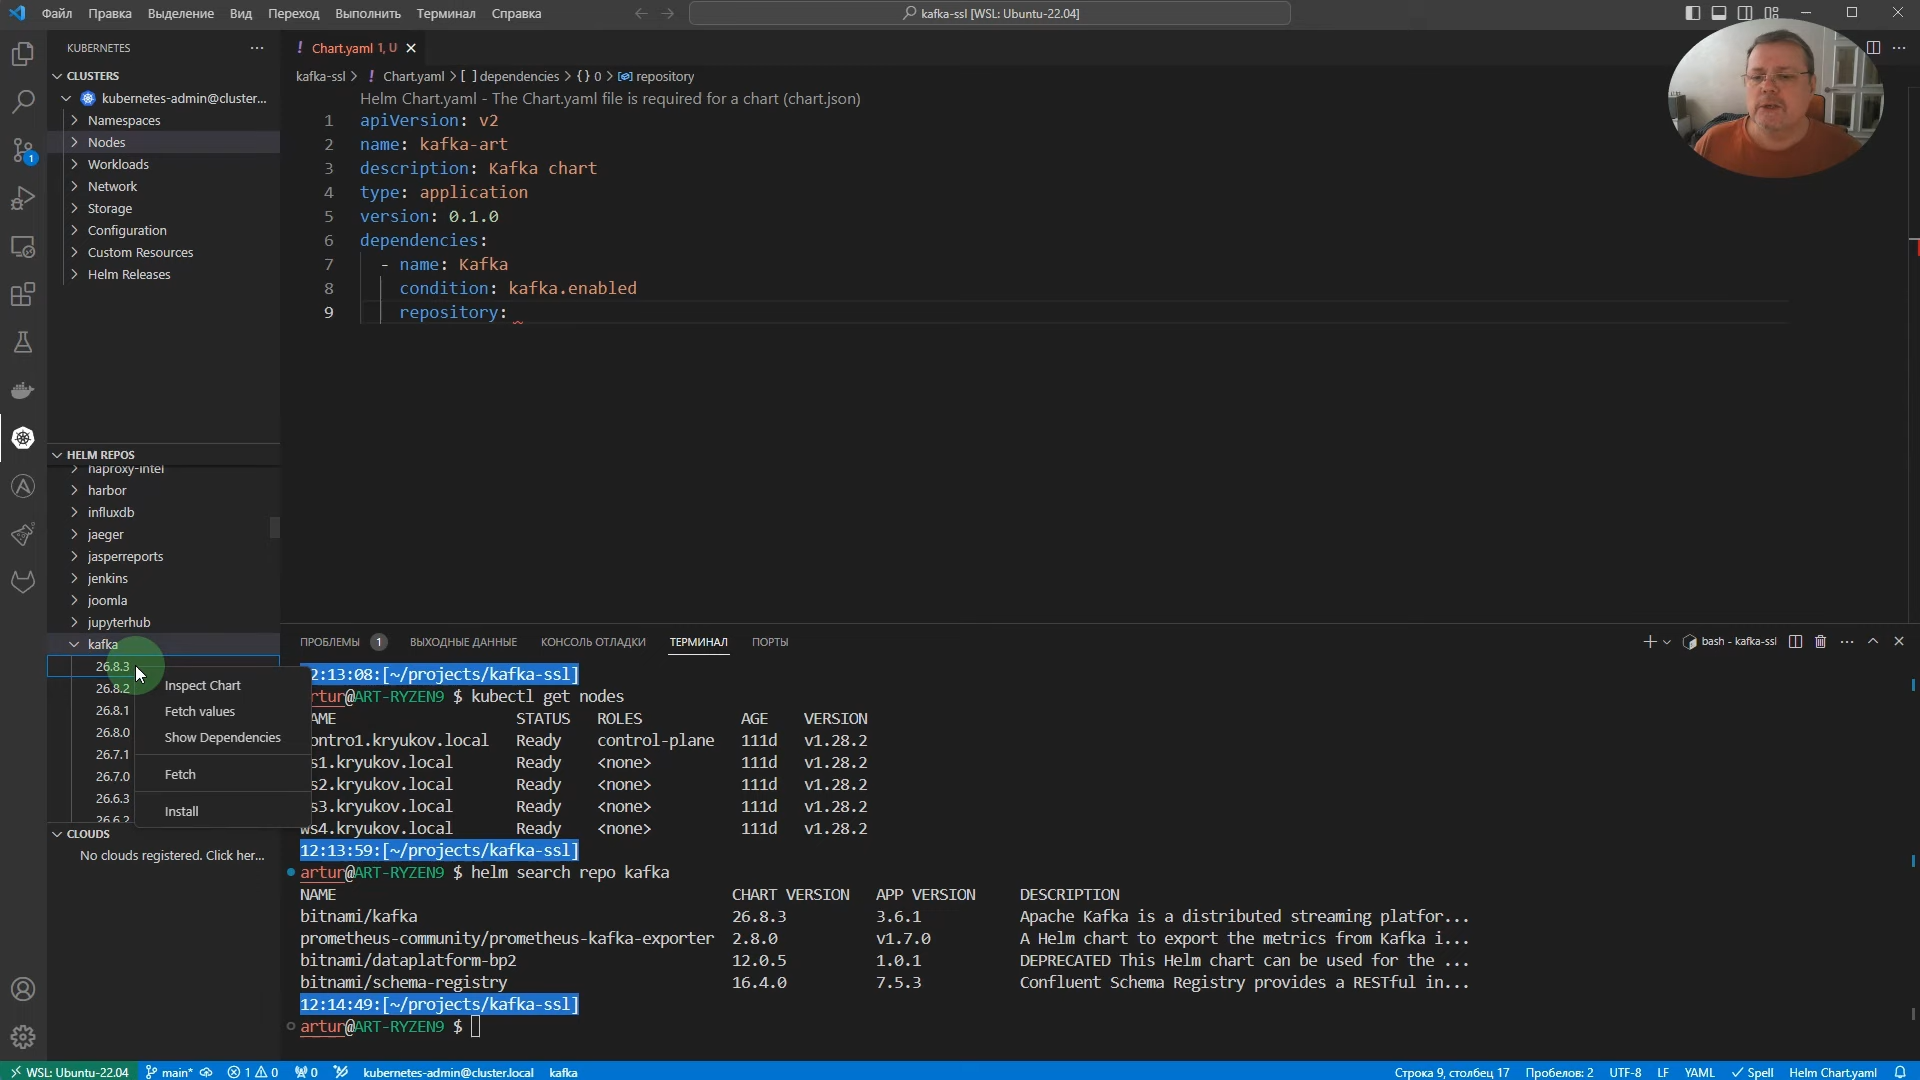 Файл Правка Выделение Вид Переход Выполнить Терминал Справка
kafka-ssl [WSL: Ubuntu-22.04]
KUBERNETES
CLUSTERS
kubernetes-admin@cluster...
Namespaces
Nodes
Workloads
Network
Storage
Configuration
Custom Resources
Helm Releases
HELM REPOS
haproxy-intel
harbor
influxdb
jaeger
jasperreports
jenkins
joomla
jupyterhub
kafka
26.8.3
26.8.2
26.8.1
26.8.0
26.7.1
26.7.0
26.6.3
26.6.2
Inspect Chart
Fetch values
Show Dependencies
Fetch
Install
CLOUDS
No clouds registered. Click her...
! Chart.yaml 1, U
kafka-ssl > ! Chart.yaml > [ ] dependencies > {} 0 > repository
Helm Chart.yaml - The Chart.yaml file is required for a chart (chart.json)
1 apiVersion: v2
2 name: kafka-art
3 description: Kafka chart
4 type: application
5 version: 0.1.0
6 dependencies:
7 - name: Kafka
8 condition: kafka.enabled
9 repository:
ПРОБЛЕМЫ 1 ВЫХОДНЫЕ ДАННЫЕ КОНСОЛЬ ОТЛАДКИ ТЕРМИНАЛ ПОРТЫ
bash - kafka-ssl
2:13:08:[~/projects/kafka-ssl]
rtur@ART-RYZEN9 $ kubectl get nodes
AME STATUS ROLES AGE VERSION
ontro1.kryukov.local Ready control-plane 111d v1.28.2
s1.kryukov.local Ready <none> 111d v1.28.2
s2.kryukov.local Ready <none> 111d v1.28.2
s3.kryukov.local Ready <none> 111d v1.28.2
ws4.kryukov.local Ready <none> 111d v1.28.2
12:13:59:[~/projects/kafka-ssl]
artur@ART-RYZEN9 $ helm search repo kafka
NAME CHART VERSION APP VERSION DESCRIPTION
bitnami/kafka 26.8.3 3.6.1 Apache Kafka is a distributed streaming platfor...
prometheus-community/prometheus-kafka-exporter 2.8.0 v1.7.0 A Helm chart to export the metrics from Kafka i...
bitnami/dataplatform-bp2 12.0.5 1.0.1 DEPRECATED This Helm chart can be used for the ...
bitnami/schema-registry 16.4.0 7.5.3 Confluent Schema Registry provides a RESTful in...
12:14:49:[~/projects/kafka-ssl]
artur@ART-RYZEN9 $
WSL: Ubuntu-22.04 main* 1 0 0 kubernetes-admin@cluster.local kafka
Строка 9, столбец 17 Пробелов: 2 UTF-8 LF YAML Spell Helm Chart.yaml